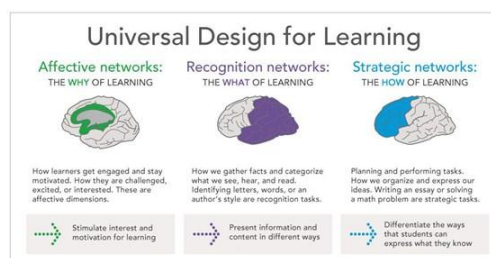 Universal Design for Learning
Affective networks:
THE WHY OF LEARNING
How learners get engaged and stay
motivated. How they are challenged,
excited, or interested. These are
affective dimensions.
Stimulate interest and
motivation for learning
Recognition networks:
THE WHAT OF LEARNING
How we gather facts and categorize
what we see, hear, and read.
Identifying letters, words, or an
author's style are recognition tasks.
Present information and
content in different ways
Strategic networks:
THE HOW OF LEARNING
Planning and performing tasks.
How we organize and express our
ideas. Writing an essay or solving
a math problem are strategic tasks.
Differentiate the ways
that students can
express what they know